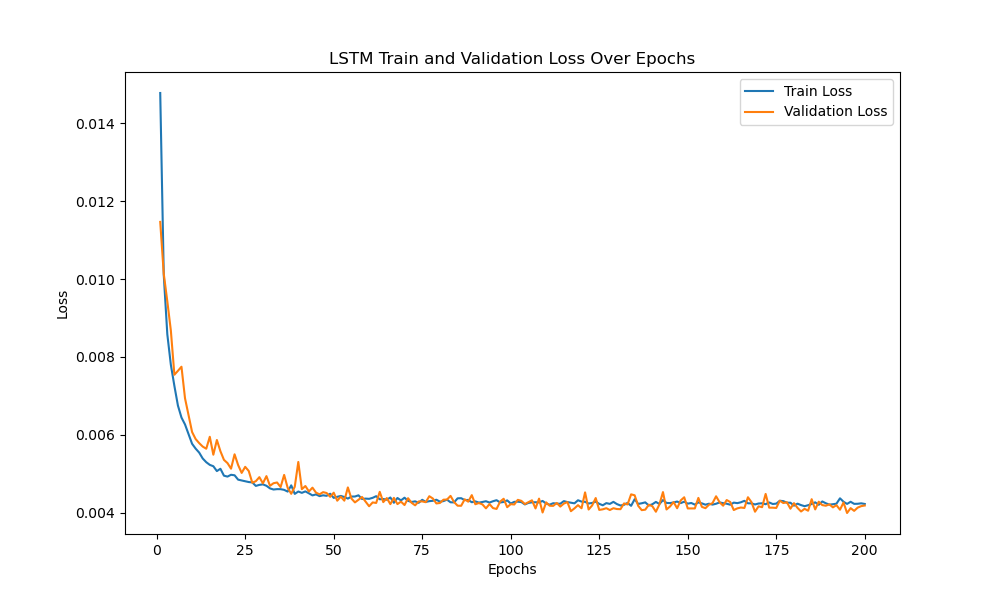 LSTM Train and Validation Loss Over Epochs
Train Loss
Validation Loss
0.014
0.012
0.010
0.008
0.006
0.004
Loss
0 25 50 75 100 125 150 175 200
Epochs